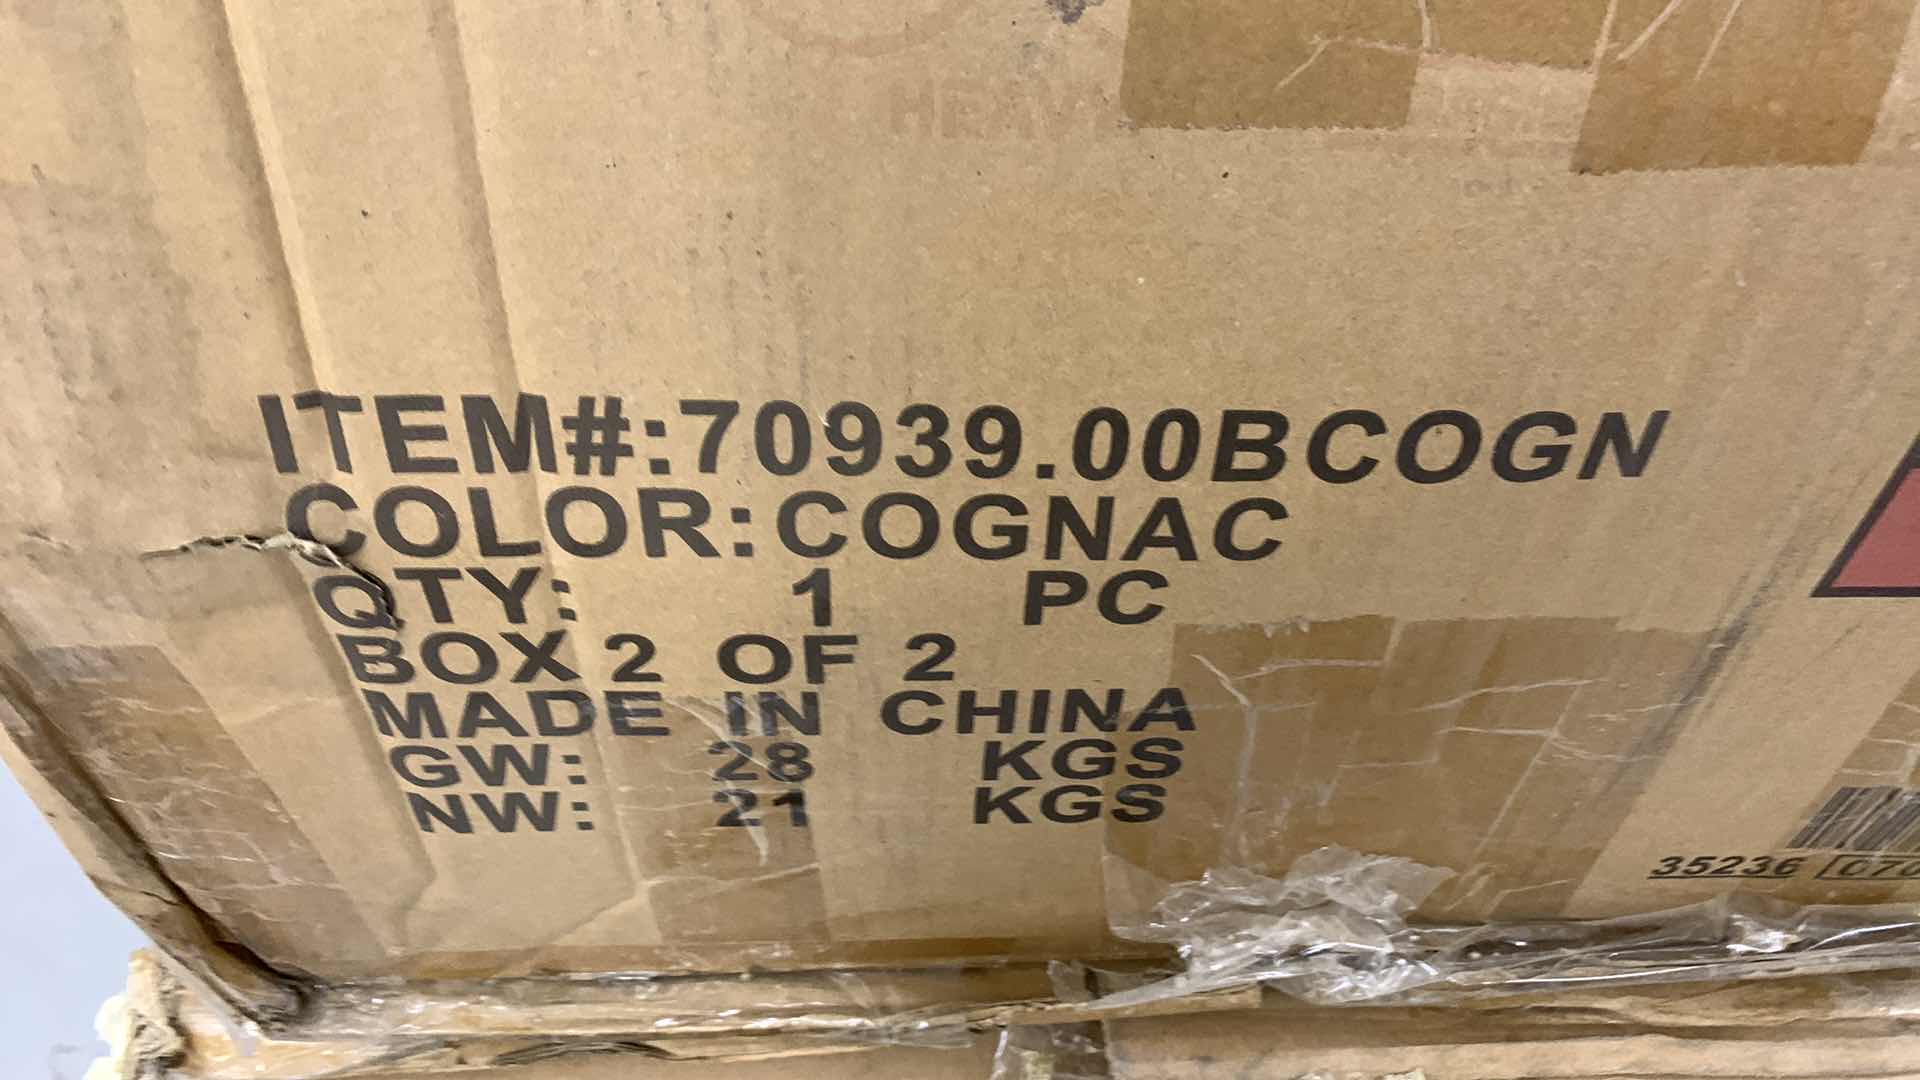 ITEM#:70939.00BCOGN
COLOR:COGNAC
QTY: 1 PC
BOX 2 OF 2
MADE IN CHINA
GW: 28 KGS
NW: 21 KGS
35236